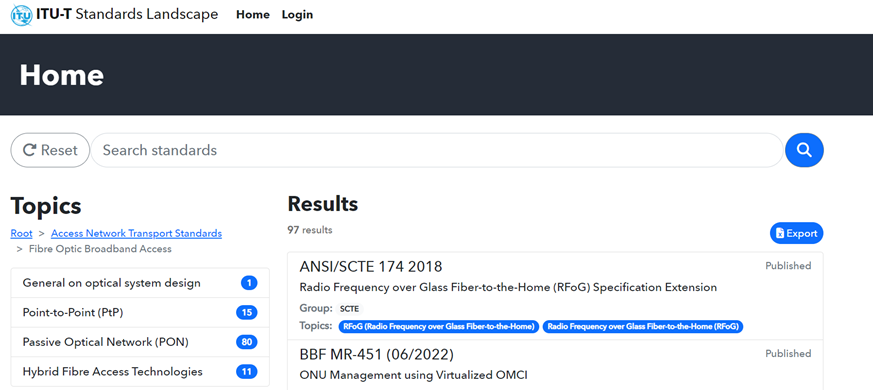 ITU ITU-T Standards Landscape Home Login
Home
Reset Search standards
Topics
Root > Access Network Transport Standards
> Fibre Optic Broadband Access
General on optical system design 1
Point-to-Point (PtP) 15
Passive Optical Network (PON) 80
Hybrid Fibre Access Technologies 11
Results
97 results
Export
ANSI/SCTE 174 2018 Published
Radio Frequency over Glass Fiber-to-the-Home (RFoG) Specification Extension
Group: SCTE
Topics: RFoG (Radio Frequency over Glass Fiber-to-the-Home) Radio Frequency over Glass Fiber-to-the-Home (RFoG)
BBF MR-451 (06/2022) Published
ONU Management using Virtualized OMCI